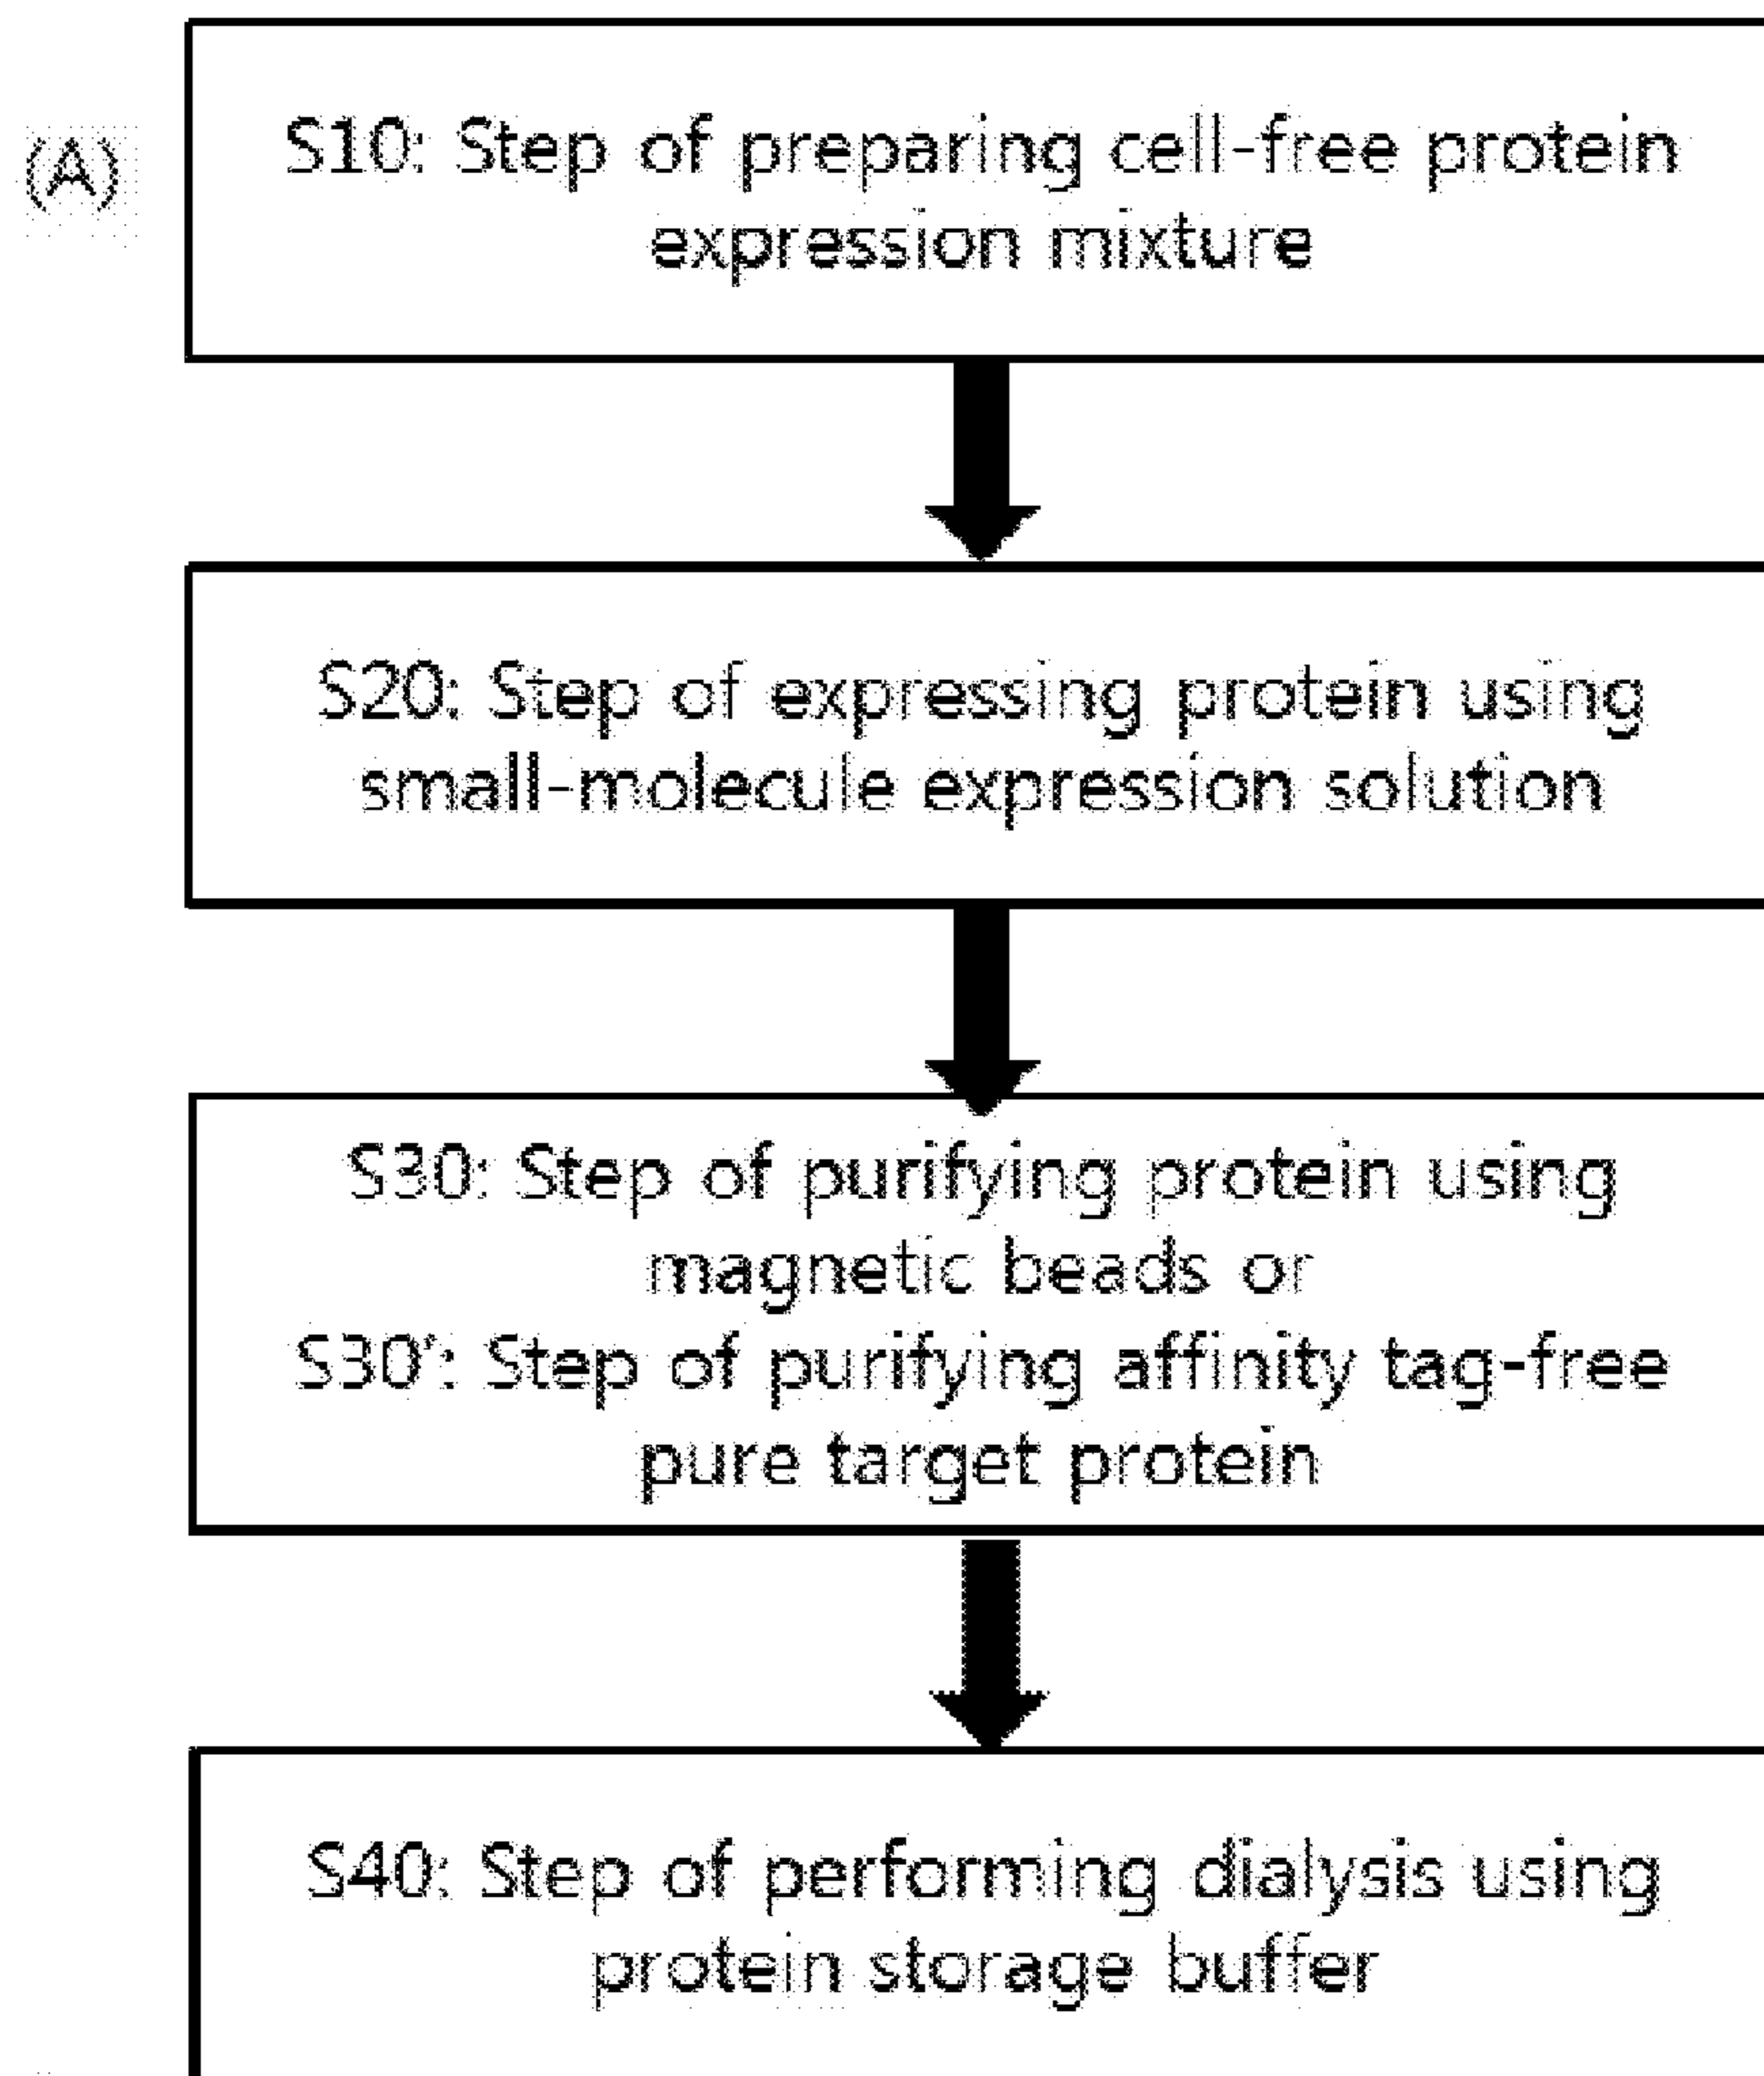 (A)
S10: Step of preparing cell-free protein
expression mixture
S20: Step of expressing protein using
small-molecule expression solution
S30: Step of purifying protein using
magnetic beads or
S30': Step of purifying affinity tag-free
pure target protein
S40: Step of performing dialysis using
protein storage buffer